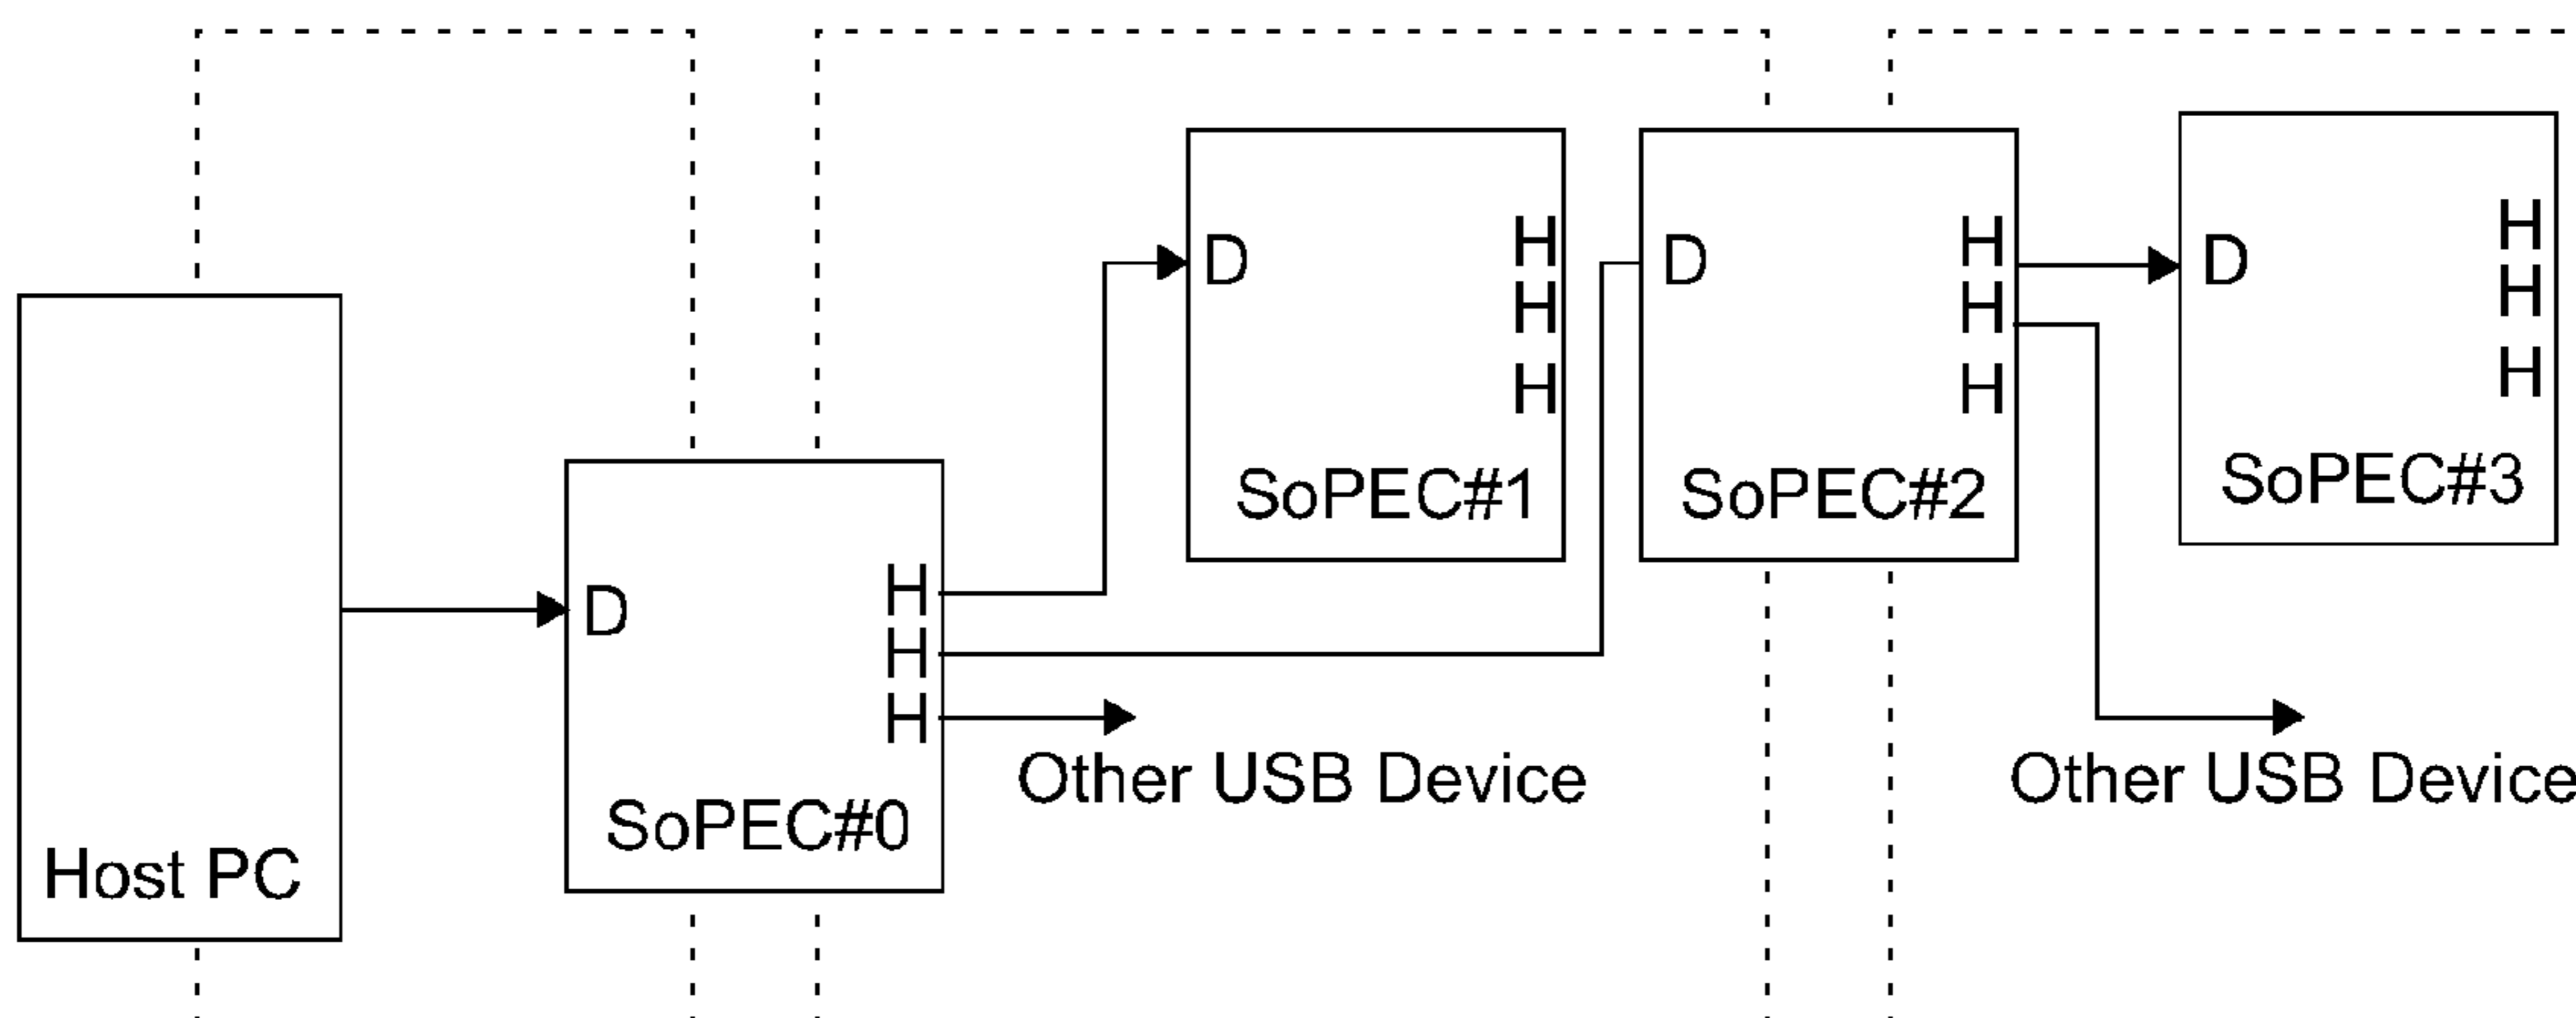 D
H
H
H
SoPEC#1
D
H
H
H
SoPEC#2
D
H
H
H
SoPEC#3
Host PC
D
H
H
H
SoPEC#0
Other USB Device
Other USB Device